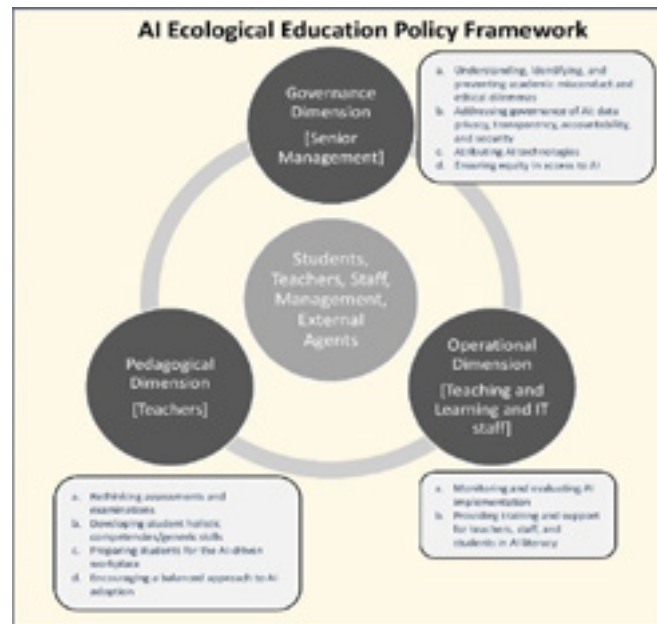 AI Ecological Education Policy Framework
Governance
Dimension
[Senior
Management]
a. Understanding, identifying, and
preventing academic misconduct and
ethical dilemmas
b. Addressing governance of AI: data
privacy, transparency, accountability,
and security
c. Attributing AI technologies
d. Ensuring equity in access to AI
Students,
Teachers, Staff,
Management,
External
Agents
Pedagogical
Dimension
[Teachers]
Operational
Dimension
[Teaching and
Learning and IT
staff]
a. Rethinking assessments and
examinations
b. Developing student holistic
competencies/generic skills
c. Preparing students for the AI-driven
workplace
d. Encouraging a balanced approach to AI
adoption
a. Monitoring and evaluating AI
implementation
b. Providing training and support
for teachers, staff, and
students in AI literacy